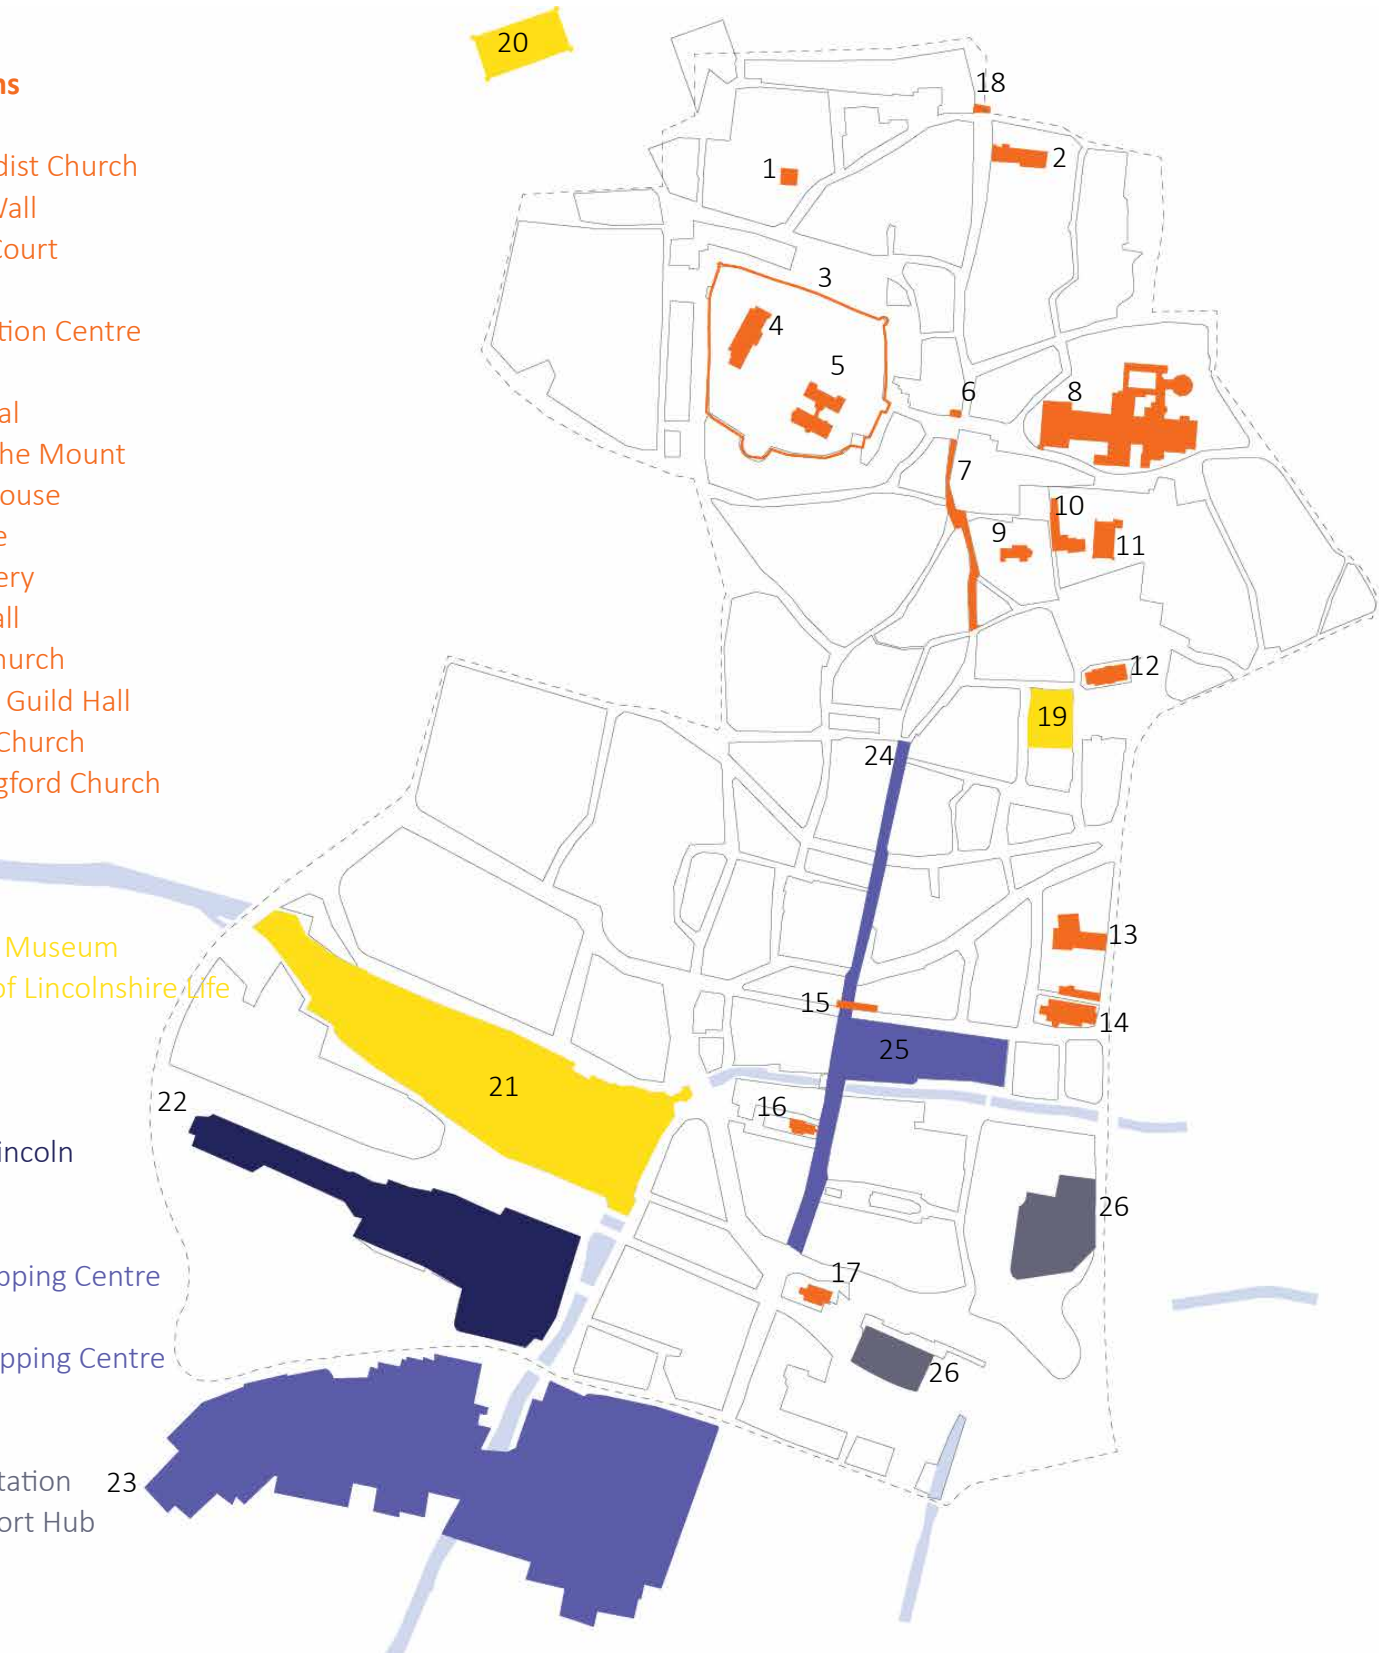 ns
dist Church
Wall
Court
tion Centre
al
he Mount
ouse
e
ery
all
hurch
Guild Hall
Church
gford Church
Museum
of Lincolnshire Life
incoln
pping Centre
pping Centre
tation
ort Hub
20
18
1
2
3
4
5
6
8
7
10
9
11
12
19
24
13
15
14
25
21
22
16
26
17
26
23